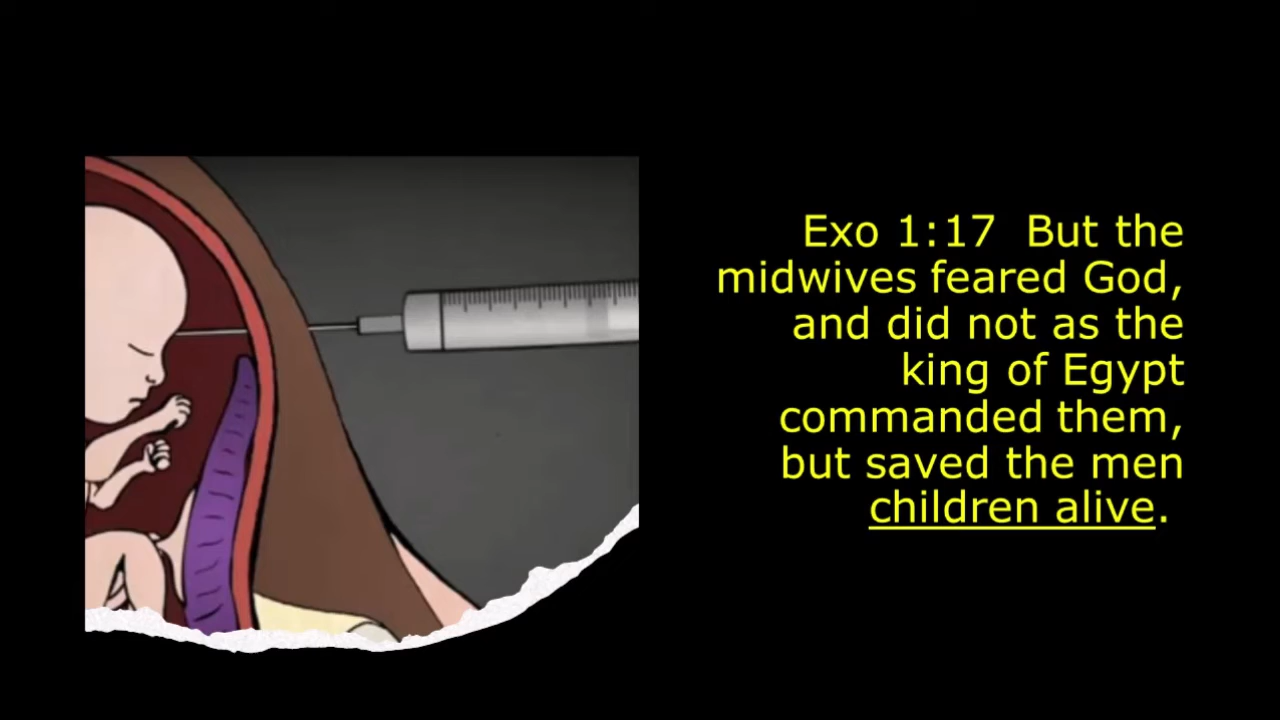 Exo 1:17  But the
midwives feared God,
and did not as the
king of Egypt
commanded them,
but saved the men
children alive.